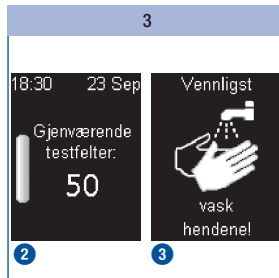 3
18:30 23 Sep
Gjenværende
testfelter:
50
2
Vennligst
vask
hendene!
3